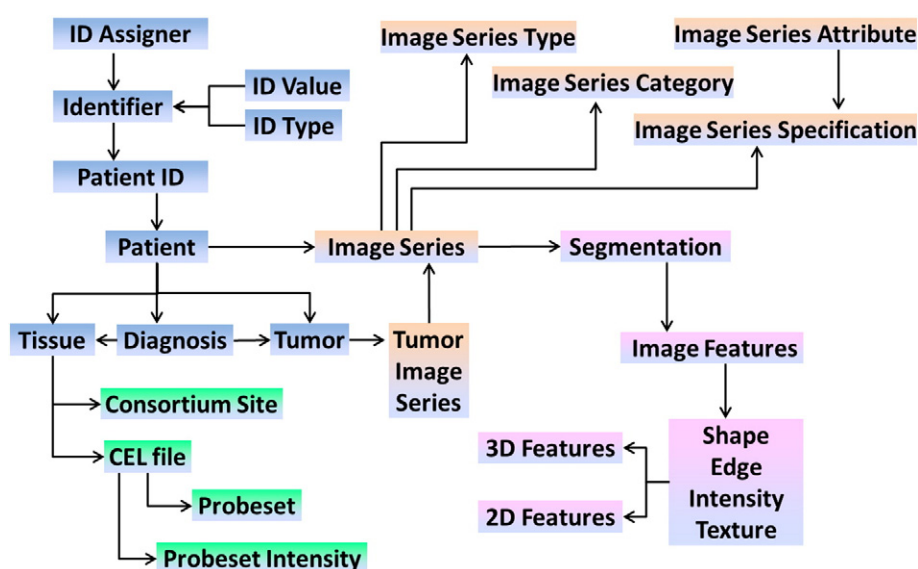 ID Assigner
Image Series Type
Image Series Attribute
Image Series Category
ID Value
Identifier
ID Type
Image Series Specification
Patient ID
Patient
Image Series
Segmentation
Tissue
Diagnosis
Tumor
Tumor
Image
Series
Image Features
Consortium Site
CEL file
Probeset
Probeset Intensity
3D Features
2D Features
Shape
Edge
Intensity
Texture